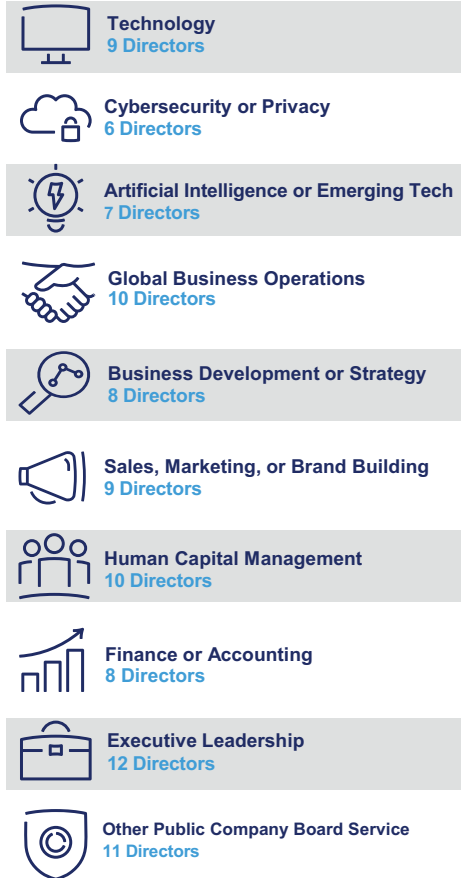 Technology
9 Directors
Cybersecurity or Privacy
6 Directors
Artificial Intelligence or Emerging Tech
7 Directors
Global Business Operations
10 Directors
Business Development or Strategy
8 Directors
Sales, Marketing, or Brand Building
9 Directors
Human Capital Management
10 Directors
Finance or Accounting
8 Directors
Executive Leadership
12 Directors
Other Public Company Board Service
11 Directors